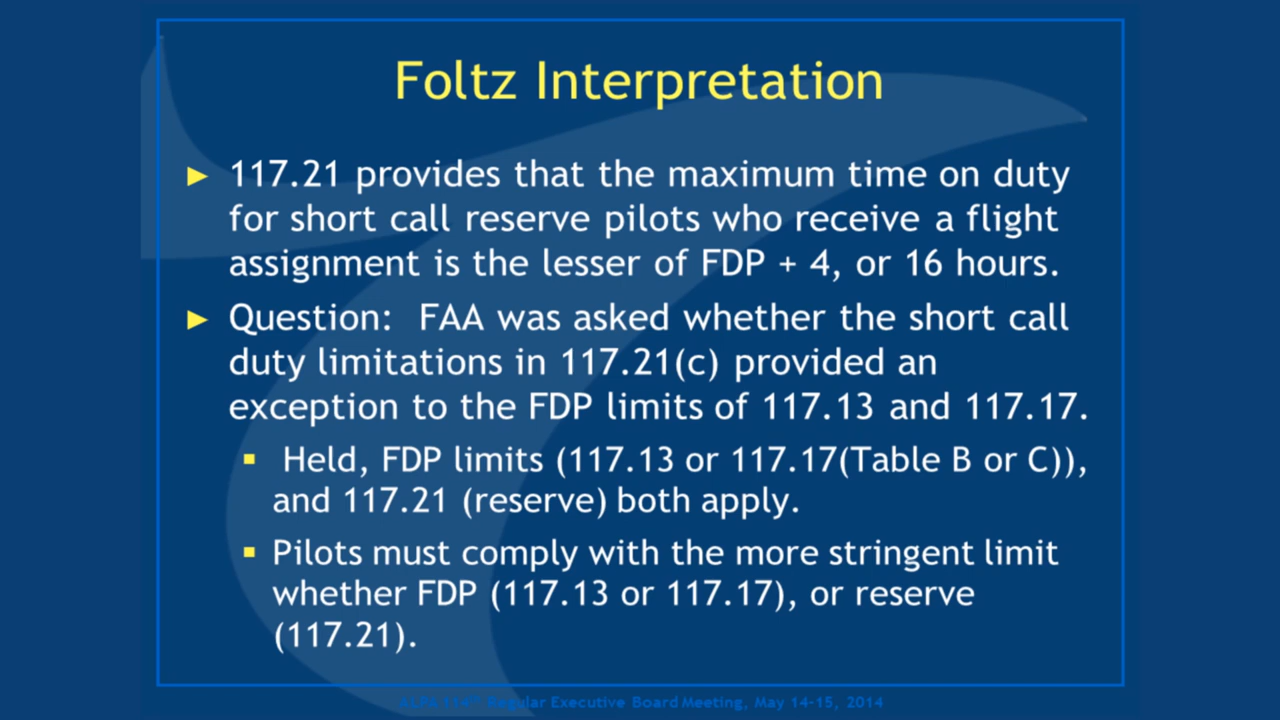 Foltz Interpretation
► 117.21 provides that the maximum time on duty
for short call reserve pilots who receive a flight
assignment is the lesser of FDP + 4, or 16 hours.
► Question: FAA was asked whether the short call
duty limitations in 117.21(c) provided an
exception to the FDP limits of 117.13 and 117.17.
▪ Held, FDP limits (117.13 or 117.17(Table B or C)),
and 117.21 (reserve) both apply.
▪ Pilots must comply with the more stringent limit
whether FDP (117.13 or 117.17), or reserve
(117.21).
ALPA Regular Executive Board Meeting, May 14-15, 2014